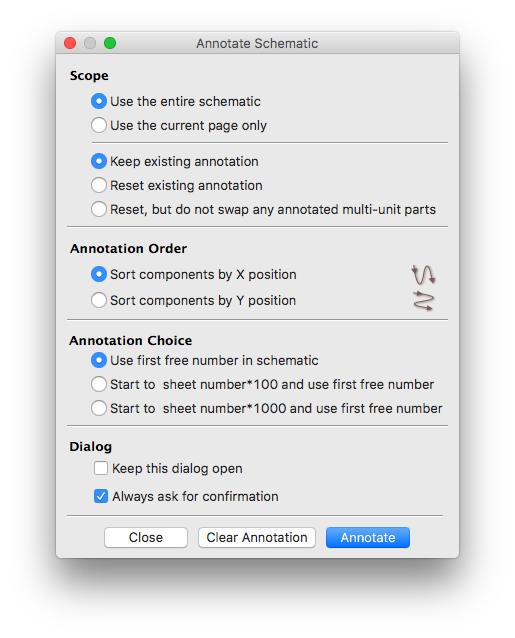 Annotate Schematic
Scope
Use the entire schematic
Use the current page only
Keep existing annotation
Reset existing annotation
Reset, but do not swap any annotated multi-unit parts
Annotation Order
Sort components by X position
Sort components by Y position
Annotation Choice
Use first free number in schematic
Start to  sheet number*100 and use first free number
Start to  sheet number*1000 and use first free number
Dialog
Keep this dialog open
Always ask for confirmation
Close Clear Annotation Annotate